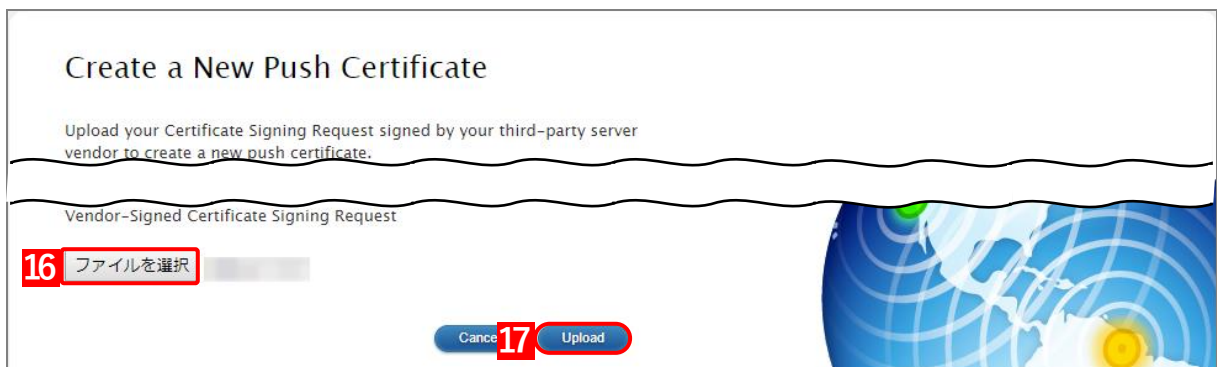 Create a New Push Certificate
Upload your Certificate Signing Request signed by your third-party server
vendor to create a new push certificate.
Vendor-Signed Certificate Signing Request
16 ファイルを選択
Cance 17 Upload